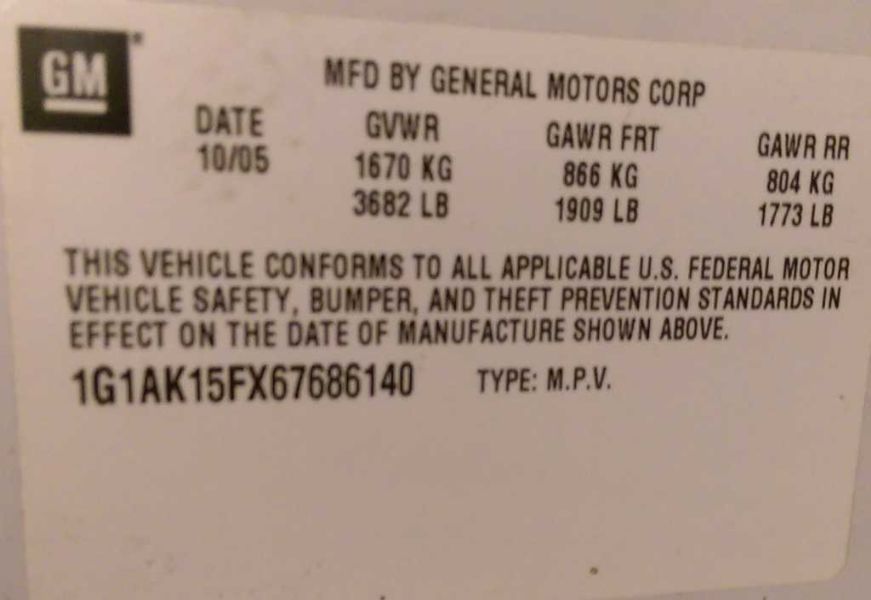 GM
MFD BY GENERAL MOTORS CORP
DATE GVWR GAWR FRT GAWR RR
10/05 1670 KG 866 KG 804 KG
3682 LB 1909 LB 1773 LB
THIS VEHICLE CONFORMS TO ALL APPLICABLE U.S. FEDERAL MOTOR
VEHICLE SAFETY, BUMPER, AND THEFT PREVENTION STANDARDS IN
EFFECT ON THE DATE OF MANUFACTURE SHOWN ABOVE.
1G1AK15FX67686140 TYPE: M.P.V.